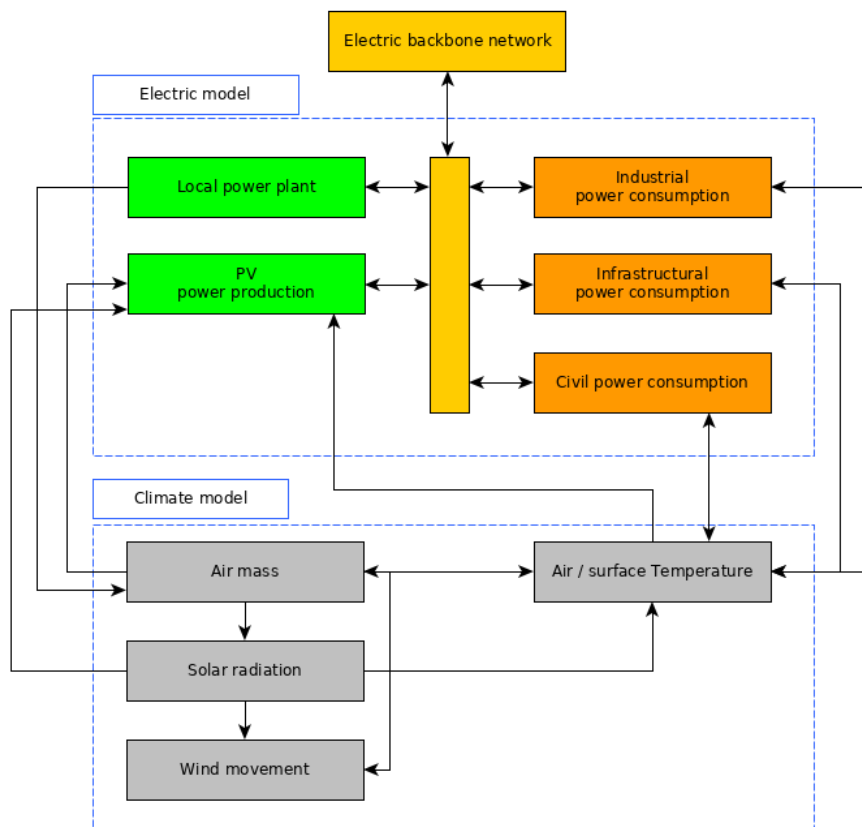 Electric backbone network
Electric model
Local power plant
Industrial
power consumption
PV
power production
Infrastructural
power consumption
Civil power consumption
Climate model
Air mass
Air / surface Temperature
Solar radiation
Wind movement